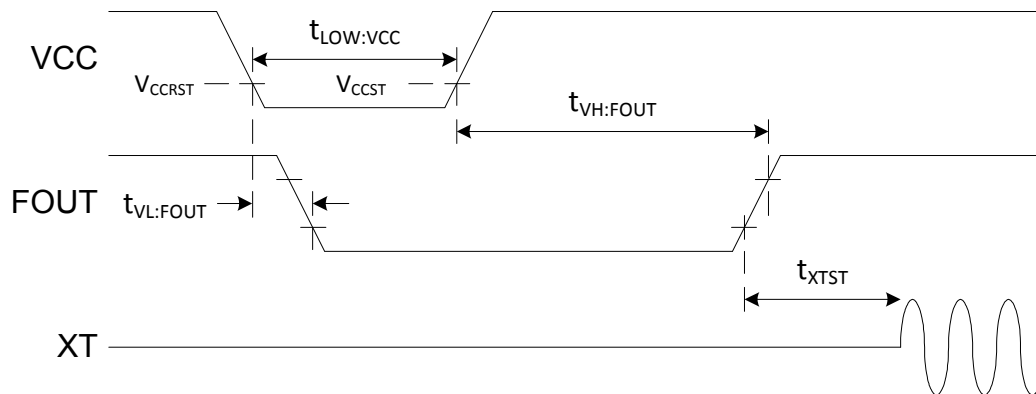 VCC
tLOW:VCC
VCCRST
VCCST
tVH:FOUT
FOUT
tVL:FOUT
tXTST
XT